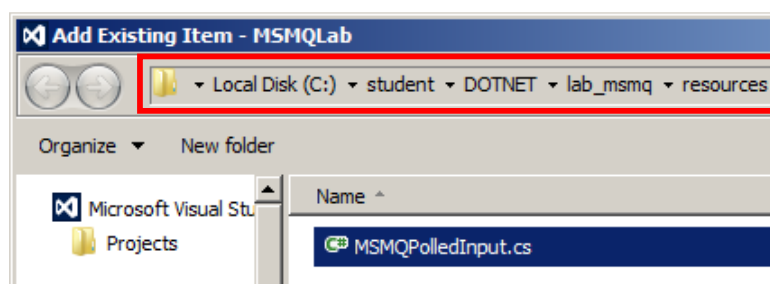 Add Existing Item - MSMQLab
Local Disk (C:) student DOTNET lab_msmq resources
Organize New folder
Microsoft Visual Stu
Name
Projects
MSMQPolledInput.cs